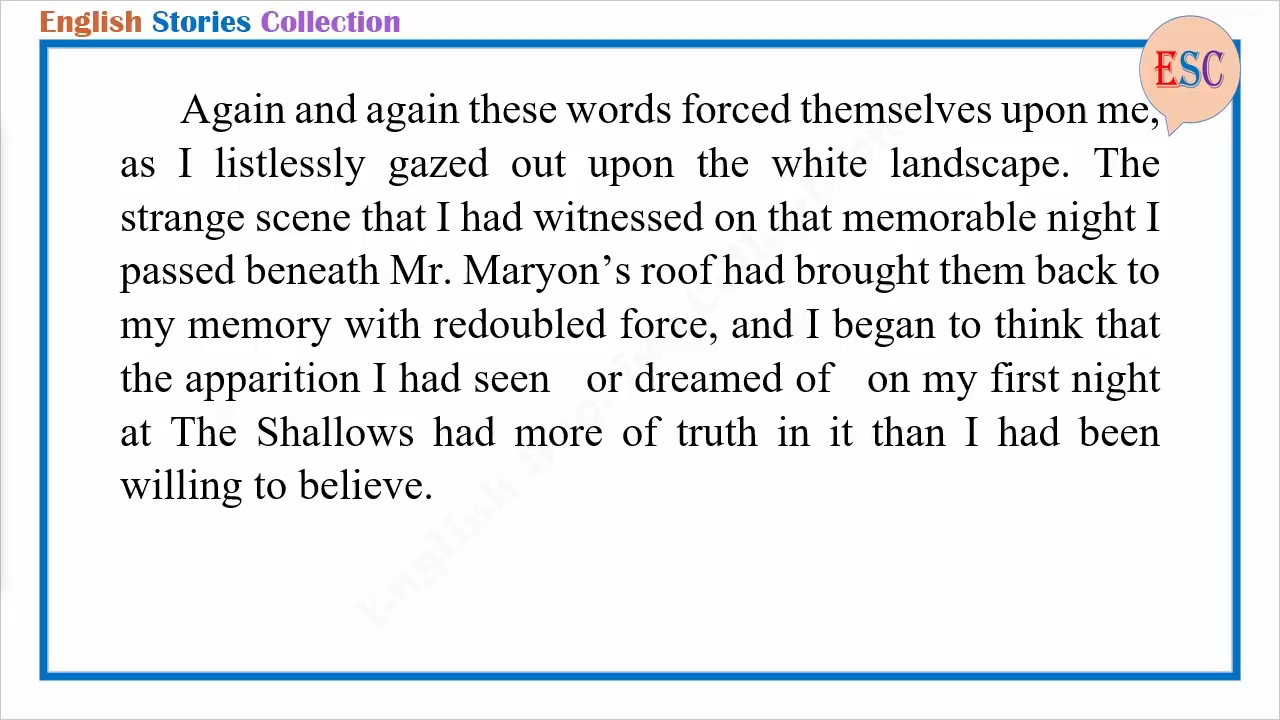 English Stories Collection
ESC
Again and again these words forced themselves upon me,
as I listlessly gazed out upon the white landscape. The
strange scene that I had witnessed on that memorable night I
passed beneath Mr. Maryon’s roof had brought them back to
my memory with redoubled force, and I began to think that
the apparition I had seen   or dreamed of   on my first night
at The Shallows had more of truth in it than I had been
willing to believe.
English Stories Collection